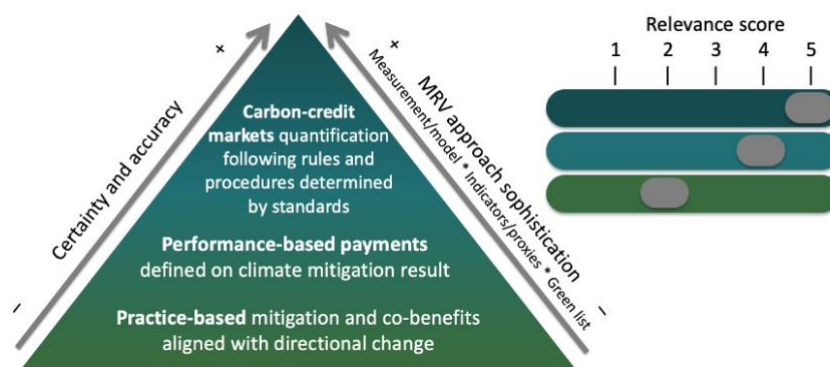 Relevance score
1 2 3 4 5
+
+
Certainty and accuracy
MRV approach sophistication
Measurement/model * Indicators/proxies * Green list
Carbon-credit
markets quantification
following rules and
procedures determined
by standards
Performance-based payments
defined on climate mitigation result
Practice-based mitigation and co-benefits
aligned with directional change
–
–